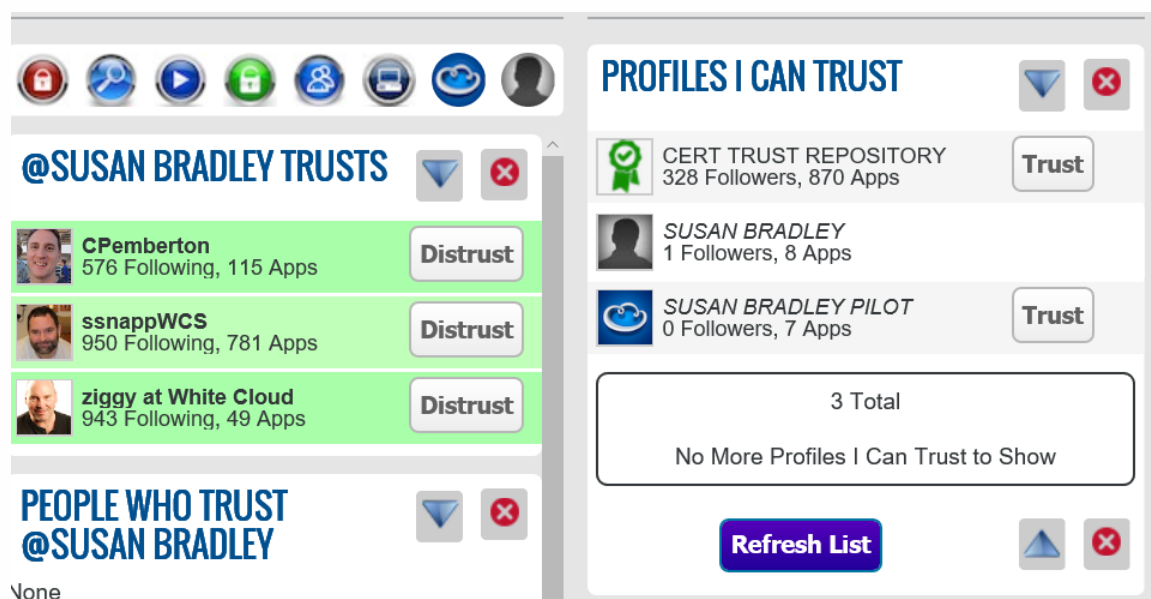 @SUSAN BRADLEY TRUSTS
CPemberton
576 Following, 115 Apps
Distrust
ssnappWCS
950 Following, 781 Apps
Distrust
ziggy at White Cloud
943 Following, 49 Apps
Distrust
PEOPLE WHO TRUST
@SUSAN BRADLEY
None
PROFILES I CAN TRUST
CERT TRUST REPOSITORY
328 Followers, 870 Apps
Trust
SUSAN BRADLEY
1 Followers, 8 Apps
SUSAN BRADLEY PILOT
0 Followers, 7 Apps
Trust
3 Total
No More Profiles I Can Trust to Show
Refresh List